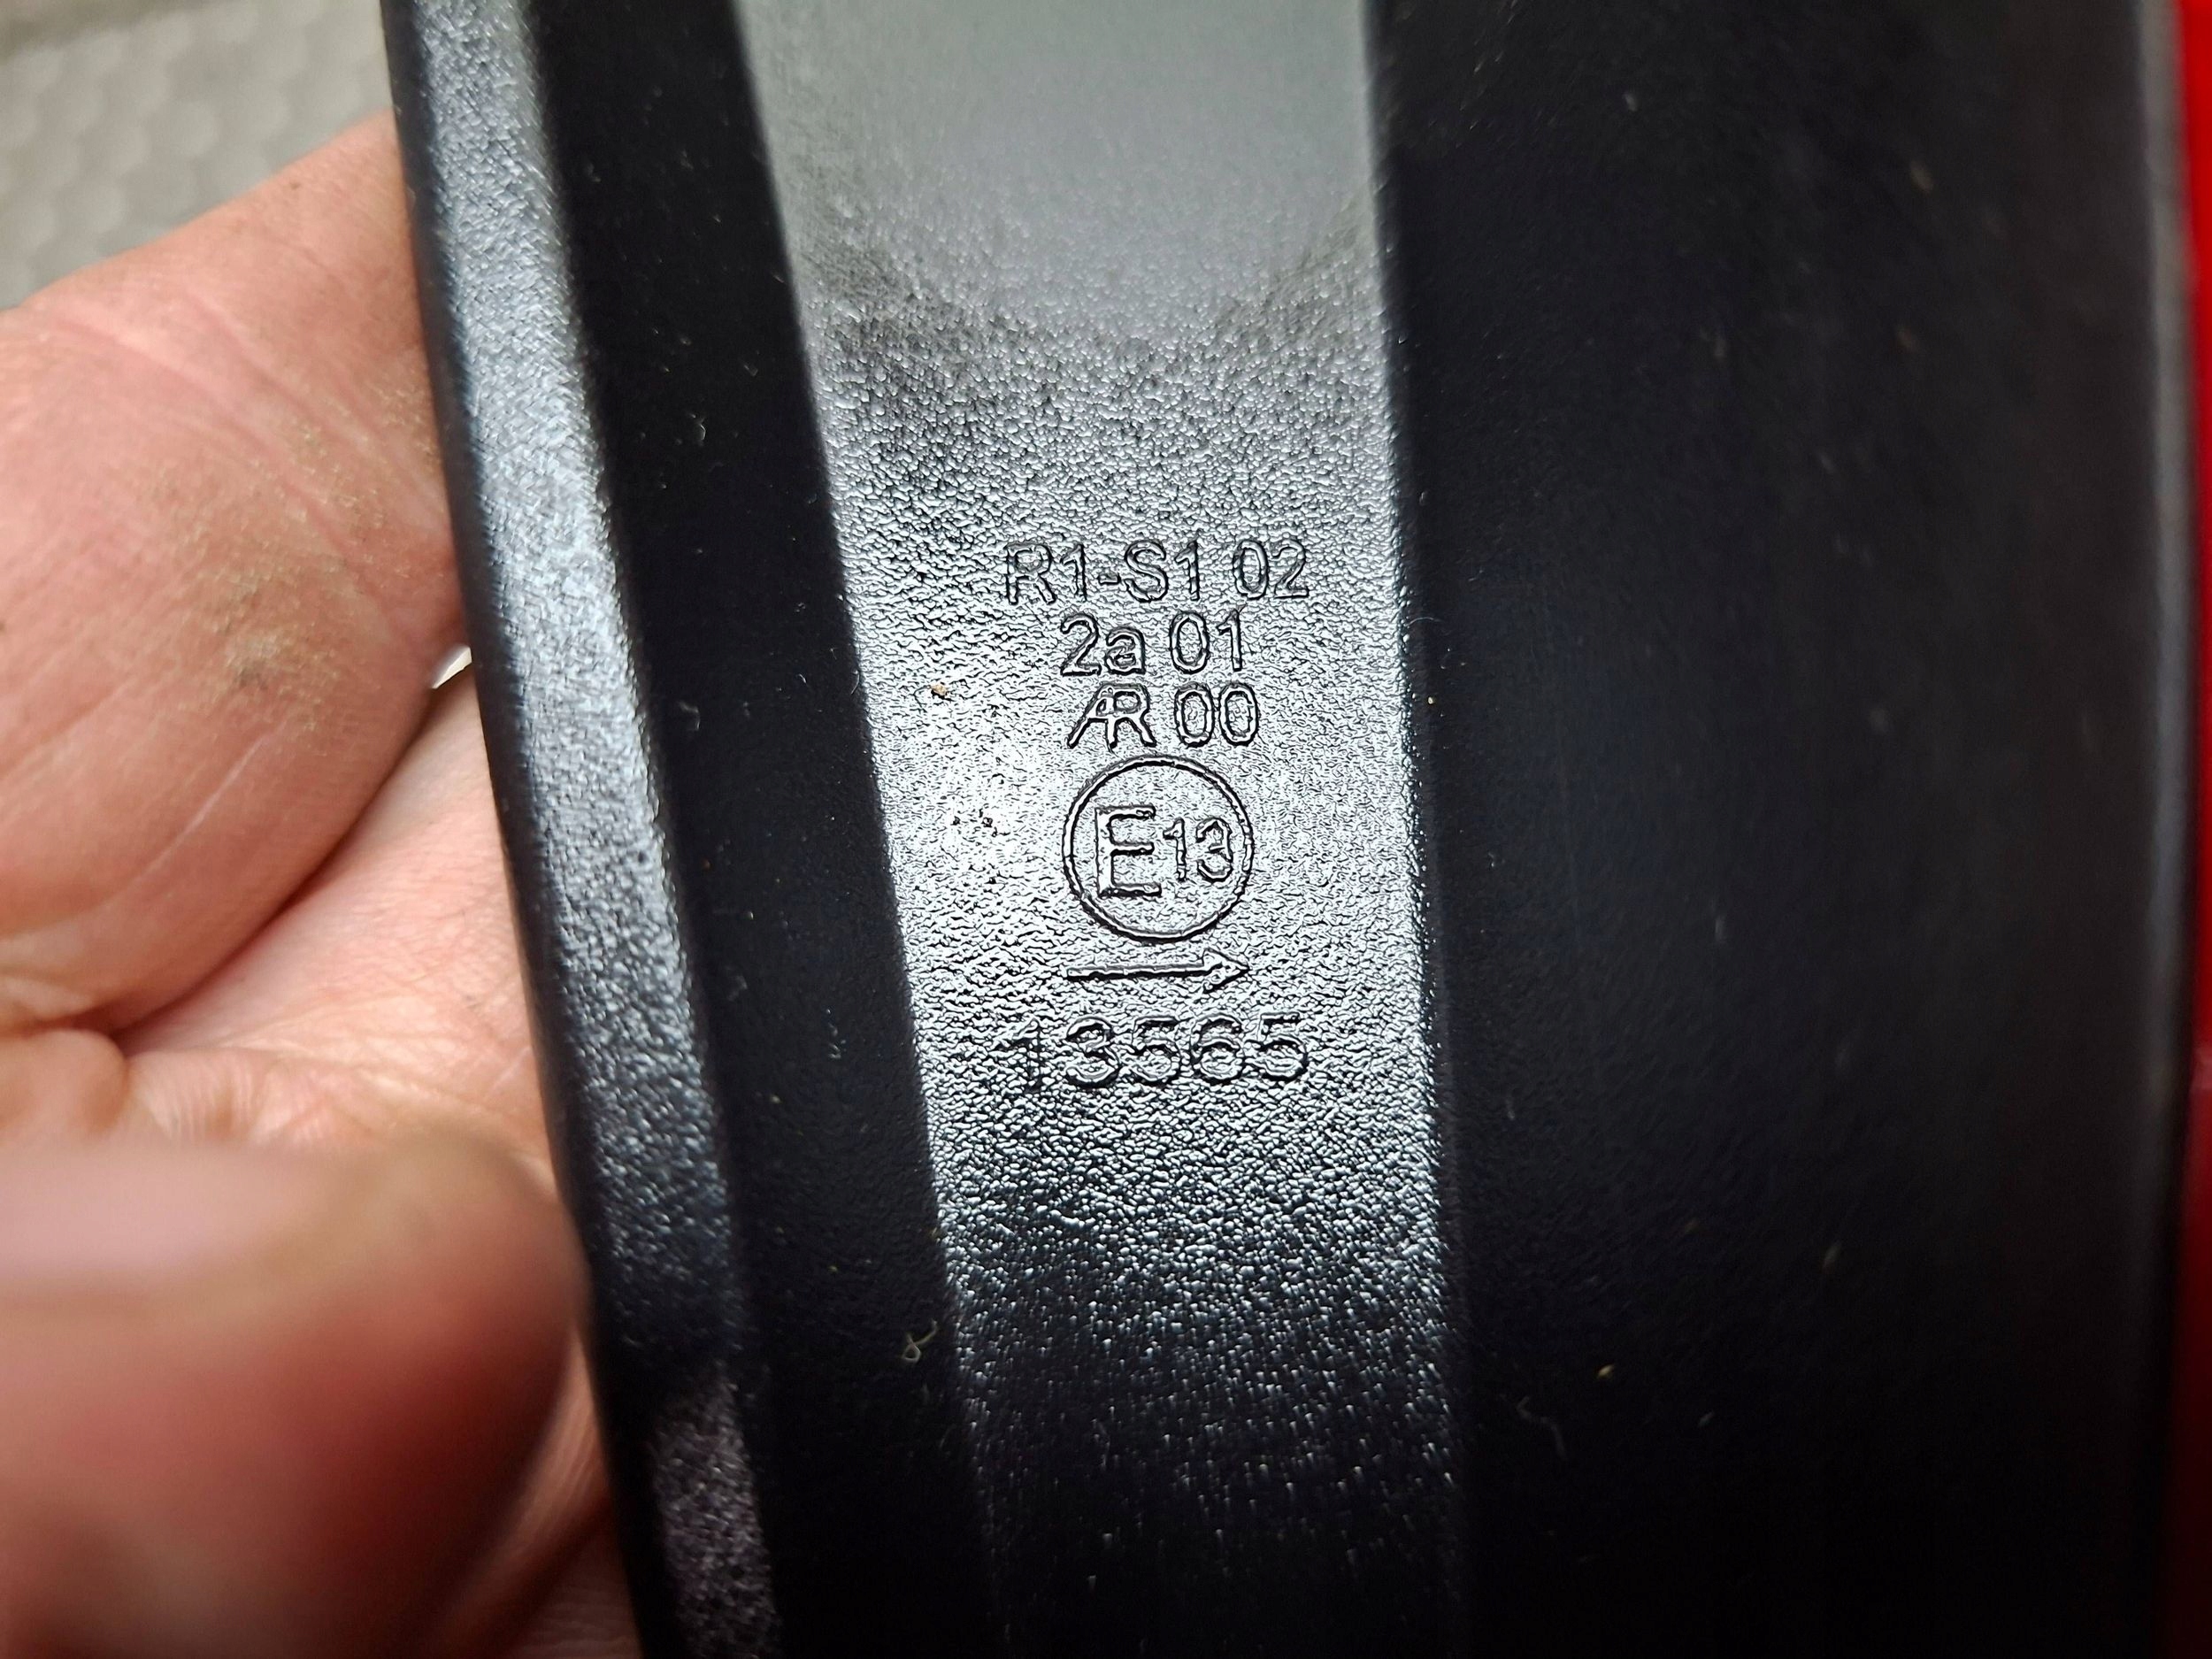 R1-S1 02
2a 01
AR 00
E13
→
13565